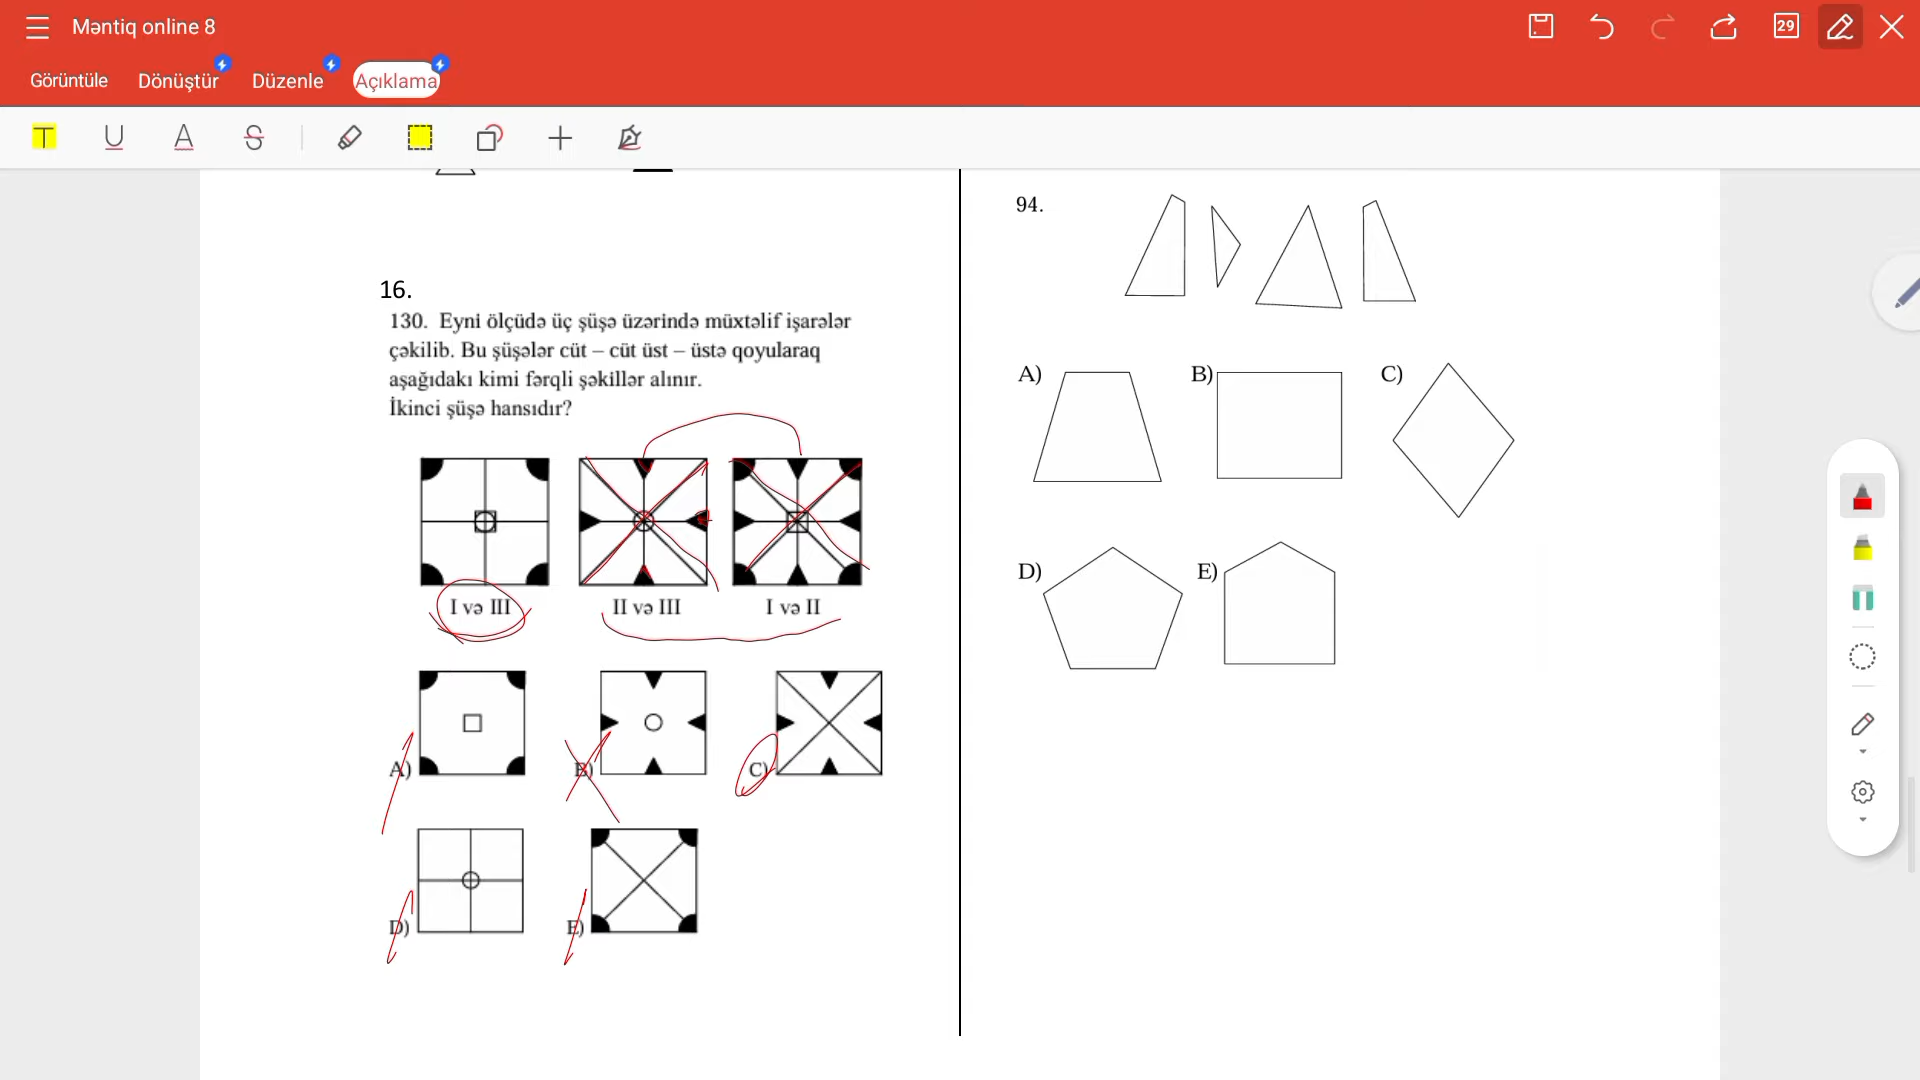 Məntiq online 8
29
Görüntüle
Dönüştür
Düzenle
Açıklama
T
U
A
S
16.
130. Eyni ölçüdə üç şüşə üzərində müxtəlif işarələr
çəkilib. Bu şüşələr cüt – cüt üst – üstə qoyularaq
aşağıdakı kimi fərqli şəkillər alınır.
İkinci şüşə hansıdır?
I və III
II və III
I və II
A)
B)
C)
D)
E)
94.
A)
B)
C)
D)
E)